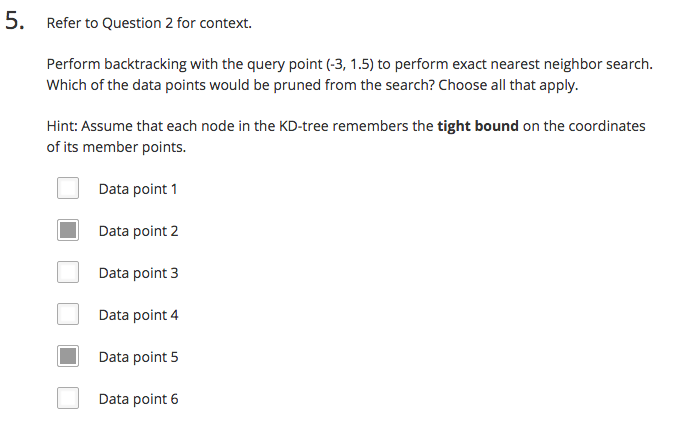 5. Refer to Question 2 for context.
Perform backtracking with the query point (-3, 1.5) to perform exact nearest neighbor search.
Which of the data points would be pruned from the search? Choose all that apply.
Hint: Assume that each node in the KD-tree remembers the tight bound on the coordinates
of its member points.
Data point 1
Data point 2
Data point 3
Data point 4
Data point 5
Data point 6